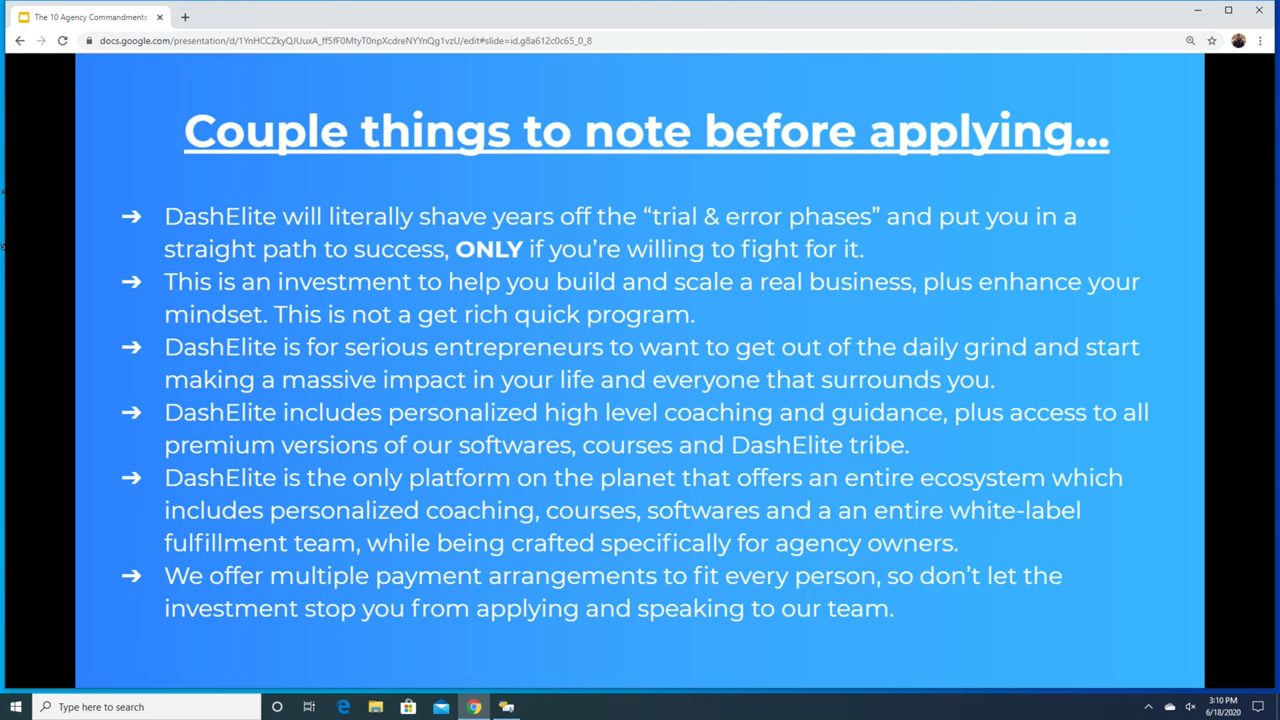 The 10 Agency Commandments
docs.google.com/presentation/d/1YnHCCZkyQJUuxA_ff5fF0MtyT0npXcdreNYYnQg1vzU/edit#slide=id.g8a612c0c65_0_8
Couple things to note before applying...
➔ DashElite will literally shave years off the “trial & error phases” and put you in a
straight path to success, ONLY if you’re willing to fight for it.
➔ This is an investment to help you build and scale a real business, plus enhance your
mindset. This is not a get rich quick program.
➔ DashElite is for serious entrepreneurs to want to get out of the daily grind and start
making a massive impact in your life and everyone that surrounds you.
➔ DashElite includes personalized high level coaching and guidance, plus access to all
premium versions of our softwares, courses and DashElite tribe.
➔ DashElite is the only platform on the planet that offers an entire ecosystem which
includes personalized coaching, courses, softwares and a an entire white-label
fulfillment team, while being crafted specifically for agency owners.
➔ We offer multiple payment arrangements to fit every person, so don’t let the
investment stop you from applying and speaking to our team.
Type here to search
3:10 PM
6/18/2020